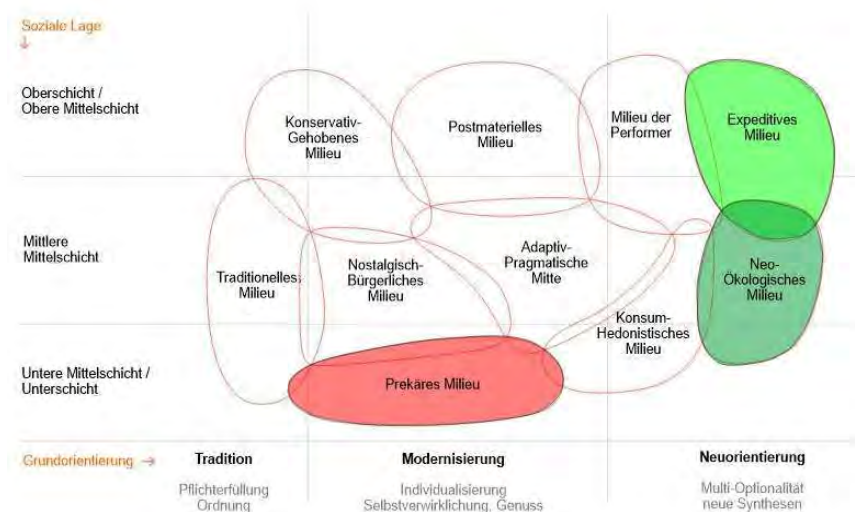 Soziale Lage
↓
Oberschicht /
Obere Mittelschicht
Konservativ-
Gehobenes
Milieu
Postmaterielles
Milieu
Milieu der
Performer
Expeditives
Milieu
Mittlere
Mittelschicht
Traditionelles
Milieu
Nostalgisch-
Bürgerliches
Milieu
Adaptiv-
Pragmatische
Mitte
Neo-
Ökologisches
Milieu
Konsum-
Hedonistisches
Milieu
Untere Mittelschicht /
Unterschicht
Prekäres Milieu
Grundorientierung →
Tradition
Pflichterfüllung
Ordnung
Modernisierung
Individualisierung
Selbstverwirklichung, Genuss
Neuorientierung
Multi-Optionalität
neue Synthesen